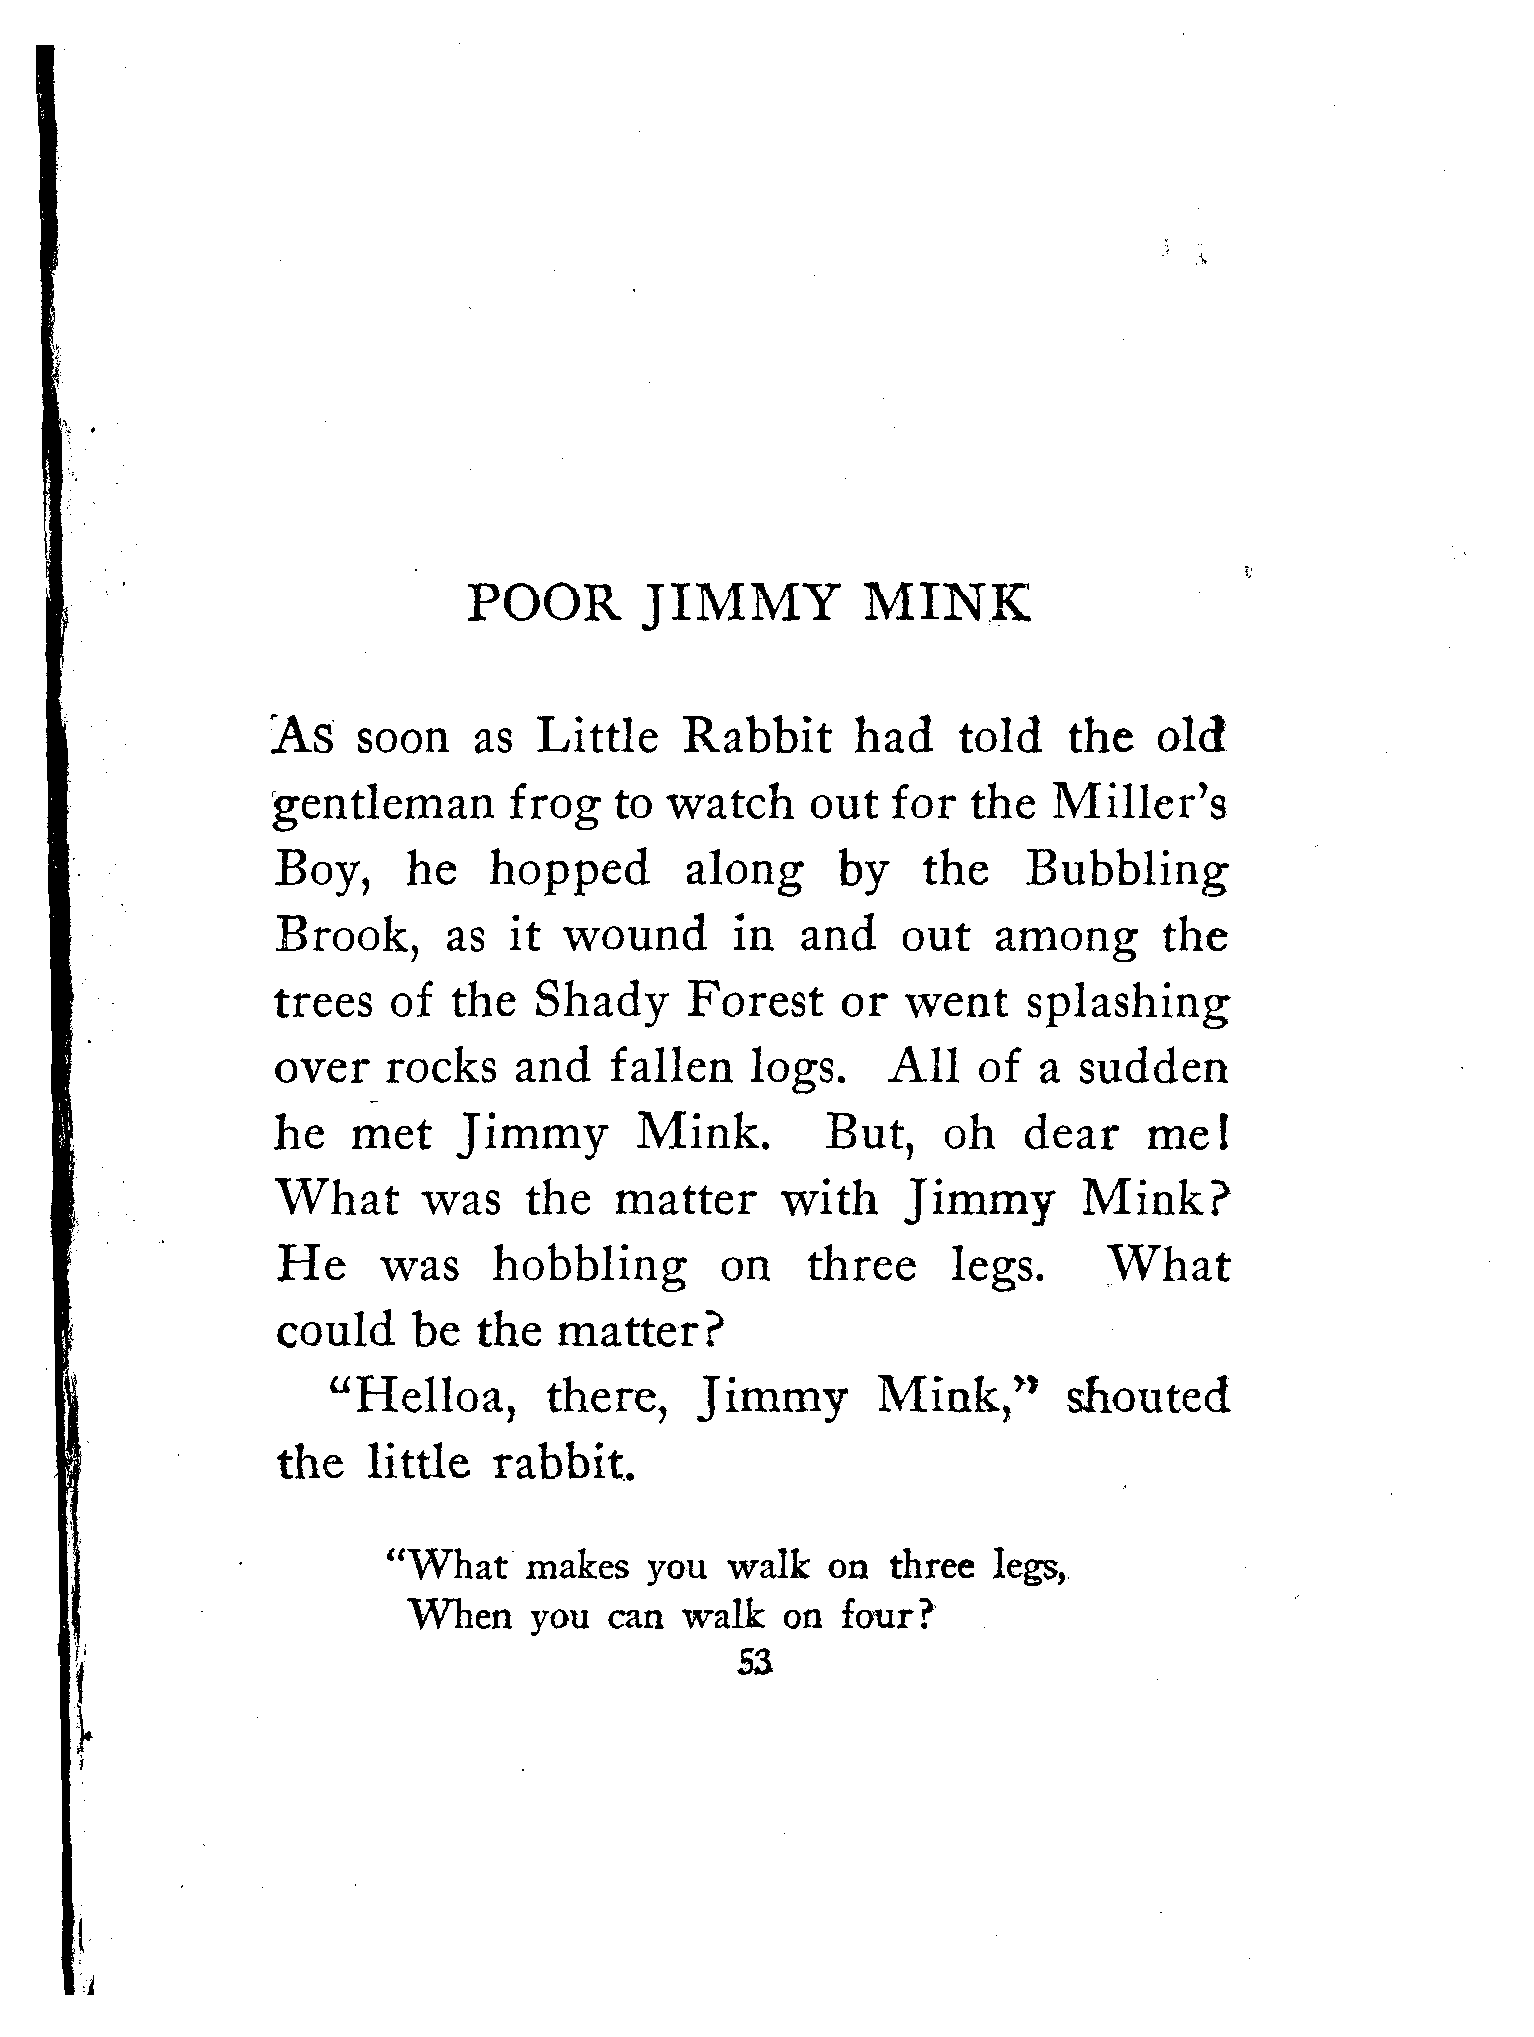 POOR JIMMY MINK
As soon as Little Rabbit had told the old
gentleman frog to watch out for the Miller's
Boy, he hopped along by the Bubbling
Brook, as it wound in and out among the
trees of the Shady Forest or went splashing
over rocks and fallen logs. All of a sudden
he met Jimmy Mink. But, oh dear me!
What was the matter with Jimmy Mink?
He was hobbling on three legs. What
could be the matter?
"Helloa, there, Jimmy Mink," shouted
the little rabbit.
"What makes you walk on three legs,
When you can walk on four?
53